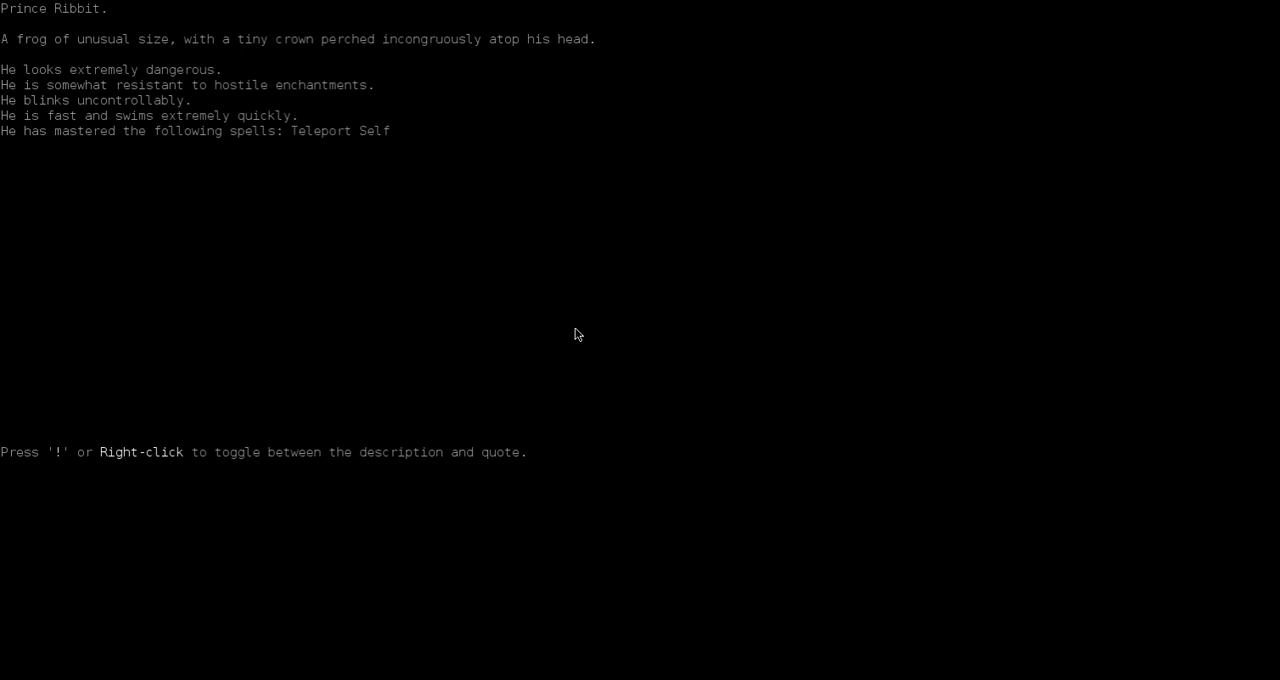 Prince Ribbit.
A frog of unusual size, with a tiny crown perched incongruously atop his head.
He looks extremely dangerous.
He is somewhat resistant to hostile enchantments.
He blinks uncontrollably.
He is fast and swims extremely quickly.
He has mastered the following spells: Teleport Self
Press '!' or Right-click to toggle between the description and quote.